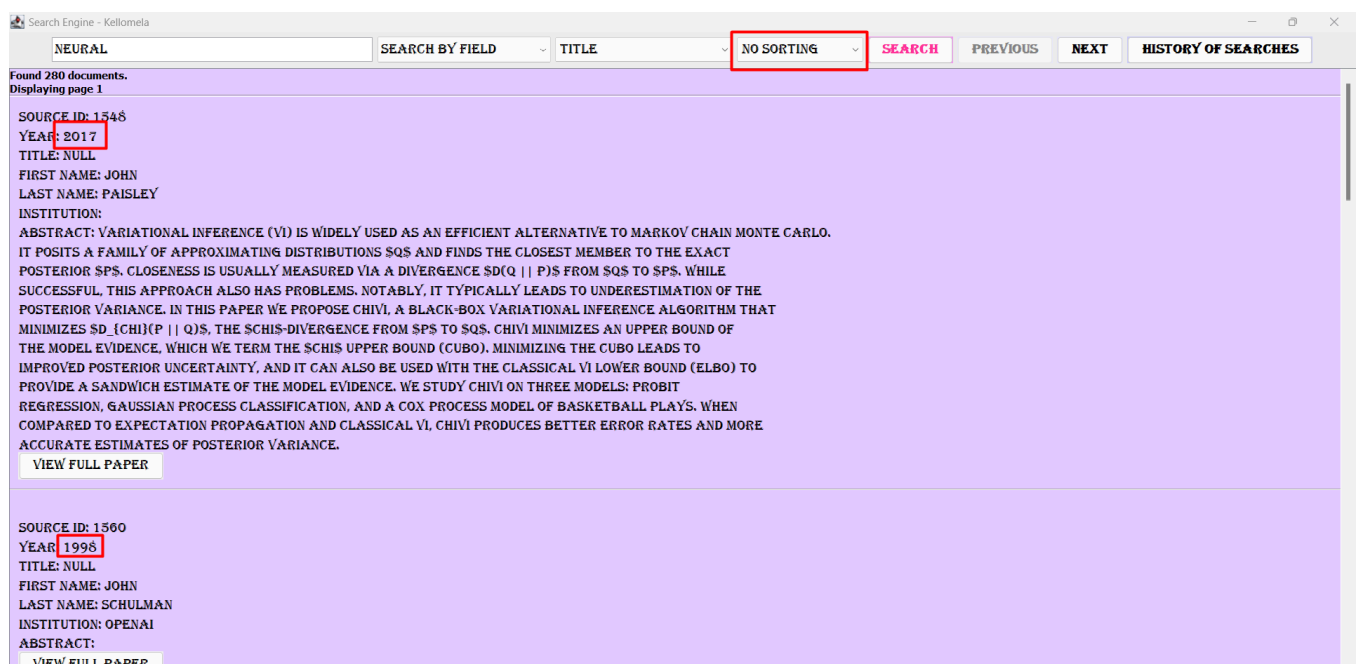 Search Engine - Kellomela
NEURAL SEARCH BY FIELD TITLE NO SORTING SEARCH PREVIOUS NEXT HISTORY OF SEARCHES
Found 280 documents.
Displaying page 1
SOURCE ID: 1548
YEAR: 2017
TITLE: NULL
FIRST NAME: JOHN
LAST NAME: PAISLEY
INSTITUTION:
ABSTRACT: VARIATIONAL INFERENCE (VI) IS WIDELY USED AS AN EFFICIENT ALTERNATIVE TO MARKOV CHAIN MONTE CARLO.
IT POSITS A FAMILY OF APPROXIMATING DISTRIBUTIONS $Q$ AND FINDS THE CLOSEST MEMBER TO THE EXACT
POSTERIOR $P$. CLOSENESS IS USUALLY MEASURED VIA A DIVERGENCE $D(Q || P)$ FROM $Q$ TO $P$. WHILE
SUCCESSFUL, THIS APPROACH ALSO HAS PROBLEMS. NOTABLY, IT TYPICALLY LEADS TO UNDERESTIMATION OF THE
POSTERIOR VARIANCE. IN THIS PAPER WE PROPOSE CHIVI, A BLACK-BOX VARIATIONAL INFERENCE ALGORITHM THAT
MINIMIZES $D_{CHI}(P || Q)$, THE $CHI$-DIVERGENCE FROM $P$ TO $Q$. CHIVI MINIMIZES AN UPPER BOUND OF
THE MODEL EVIDENCE, WHICH WE TERM THE $CHI$ UPPER BOUND (CUBO). MINIMIZING THE CUBO LEADS TO
IMPROVED POSTERIOR UNCERTAINTY, AND IT CAN ALSO BE USED WITH THE CLASSICAL VI LOWER BOUND (ELBO) TO
PROVIDE A SANDWICH ESTIMATE OF THE MODEL EVIDENCE. WE STUDY CHIVI ON THREE MODELS: PROBIT
REGRESSION, GAUSSIAN PROCESS CLASSIFICATION, AND A COX PROCESS MODEL OF BASKETBALL PLAYS. WHEN
COMPARED TO EXPECTATION PROPAGATION AND CLASSICAL VI, CHIVI PRODUCES BETTER ERROR RATES AND MORE
ACCURATE ESTIMATES OF POSTERIOR VARIANCE.
VIEW FULL PAPER
SOURCE ID: 1560
YEAR 1998
TITLE: NULL
FIRST NAME: JOHN
LAST NAME: SCHULMAN
INSTITUTION: OPENAI
ABSTRACT:
VIEW FULL PAPER